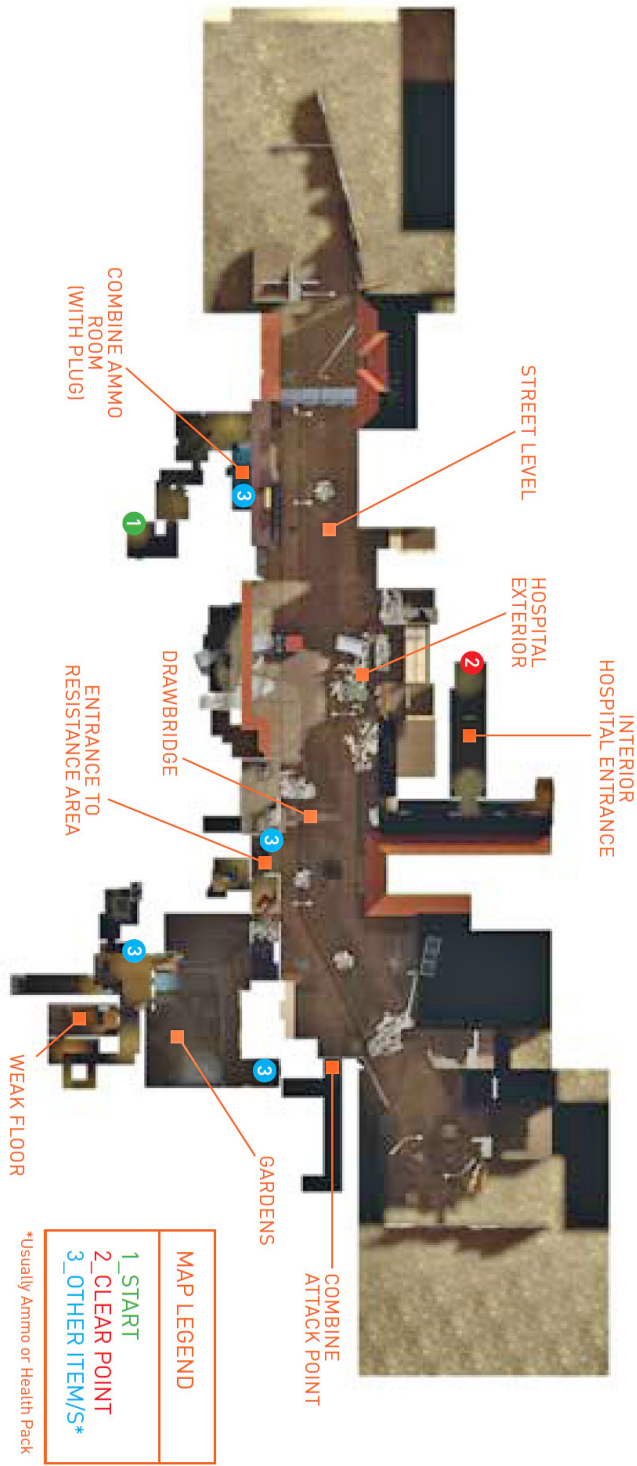 COMBINE AMMO
ROOM
(WITH PLUG)
STREET LEVEL
HOSPITAL
EXTERIOR
INTERIOR
HOSPITAL ENTRANCE
DRAWBRIDGE
ENTRANCE TO
RESISTANCE AREA
WEAK FLOOR
GARDENS
COMBINE
ATTACK POINT
1
2
3
3
3
3
MAP LEGEND
1_START
2_CLEAR POINT
3_OTHER ITEM/S*
*Usually Ammo or Health Pack